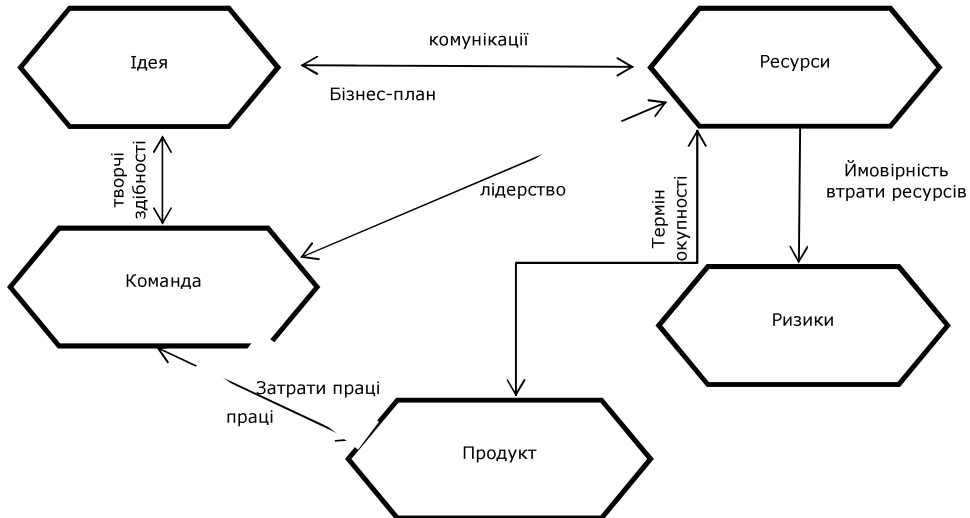 Ідея
комунікації
Бізнес-план
Ресурси
творчі
здібності
лідерство
Термін
окупності
Ймовірність
втрати ресурсів
Команда
Ризики
Затрати праці
праці
Продукт